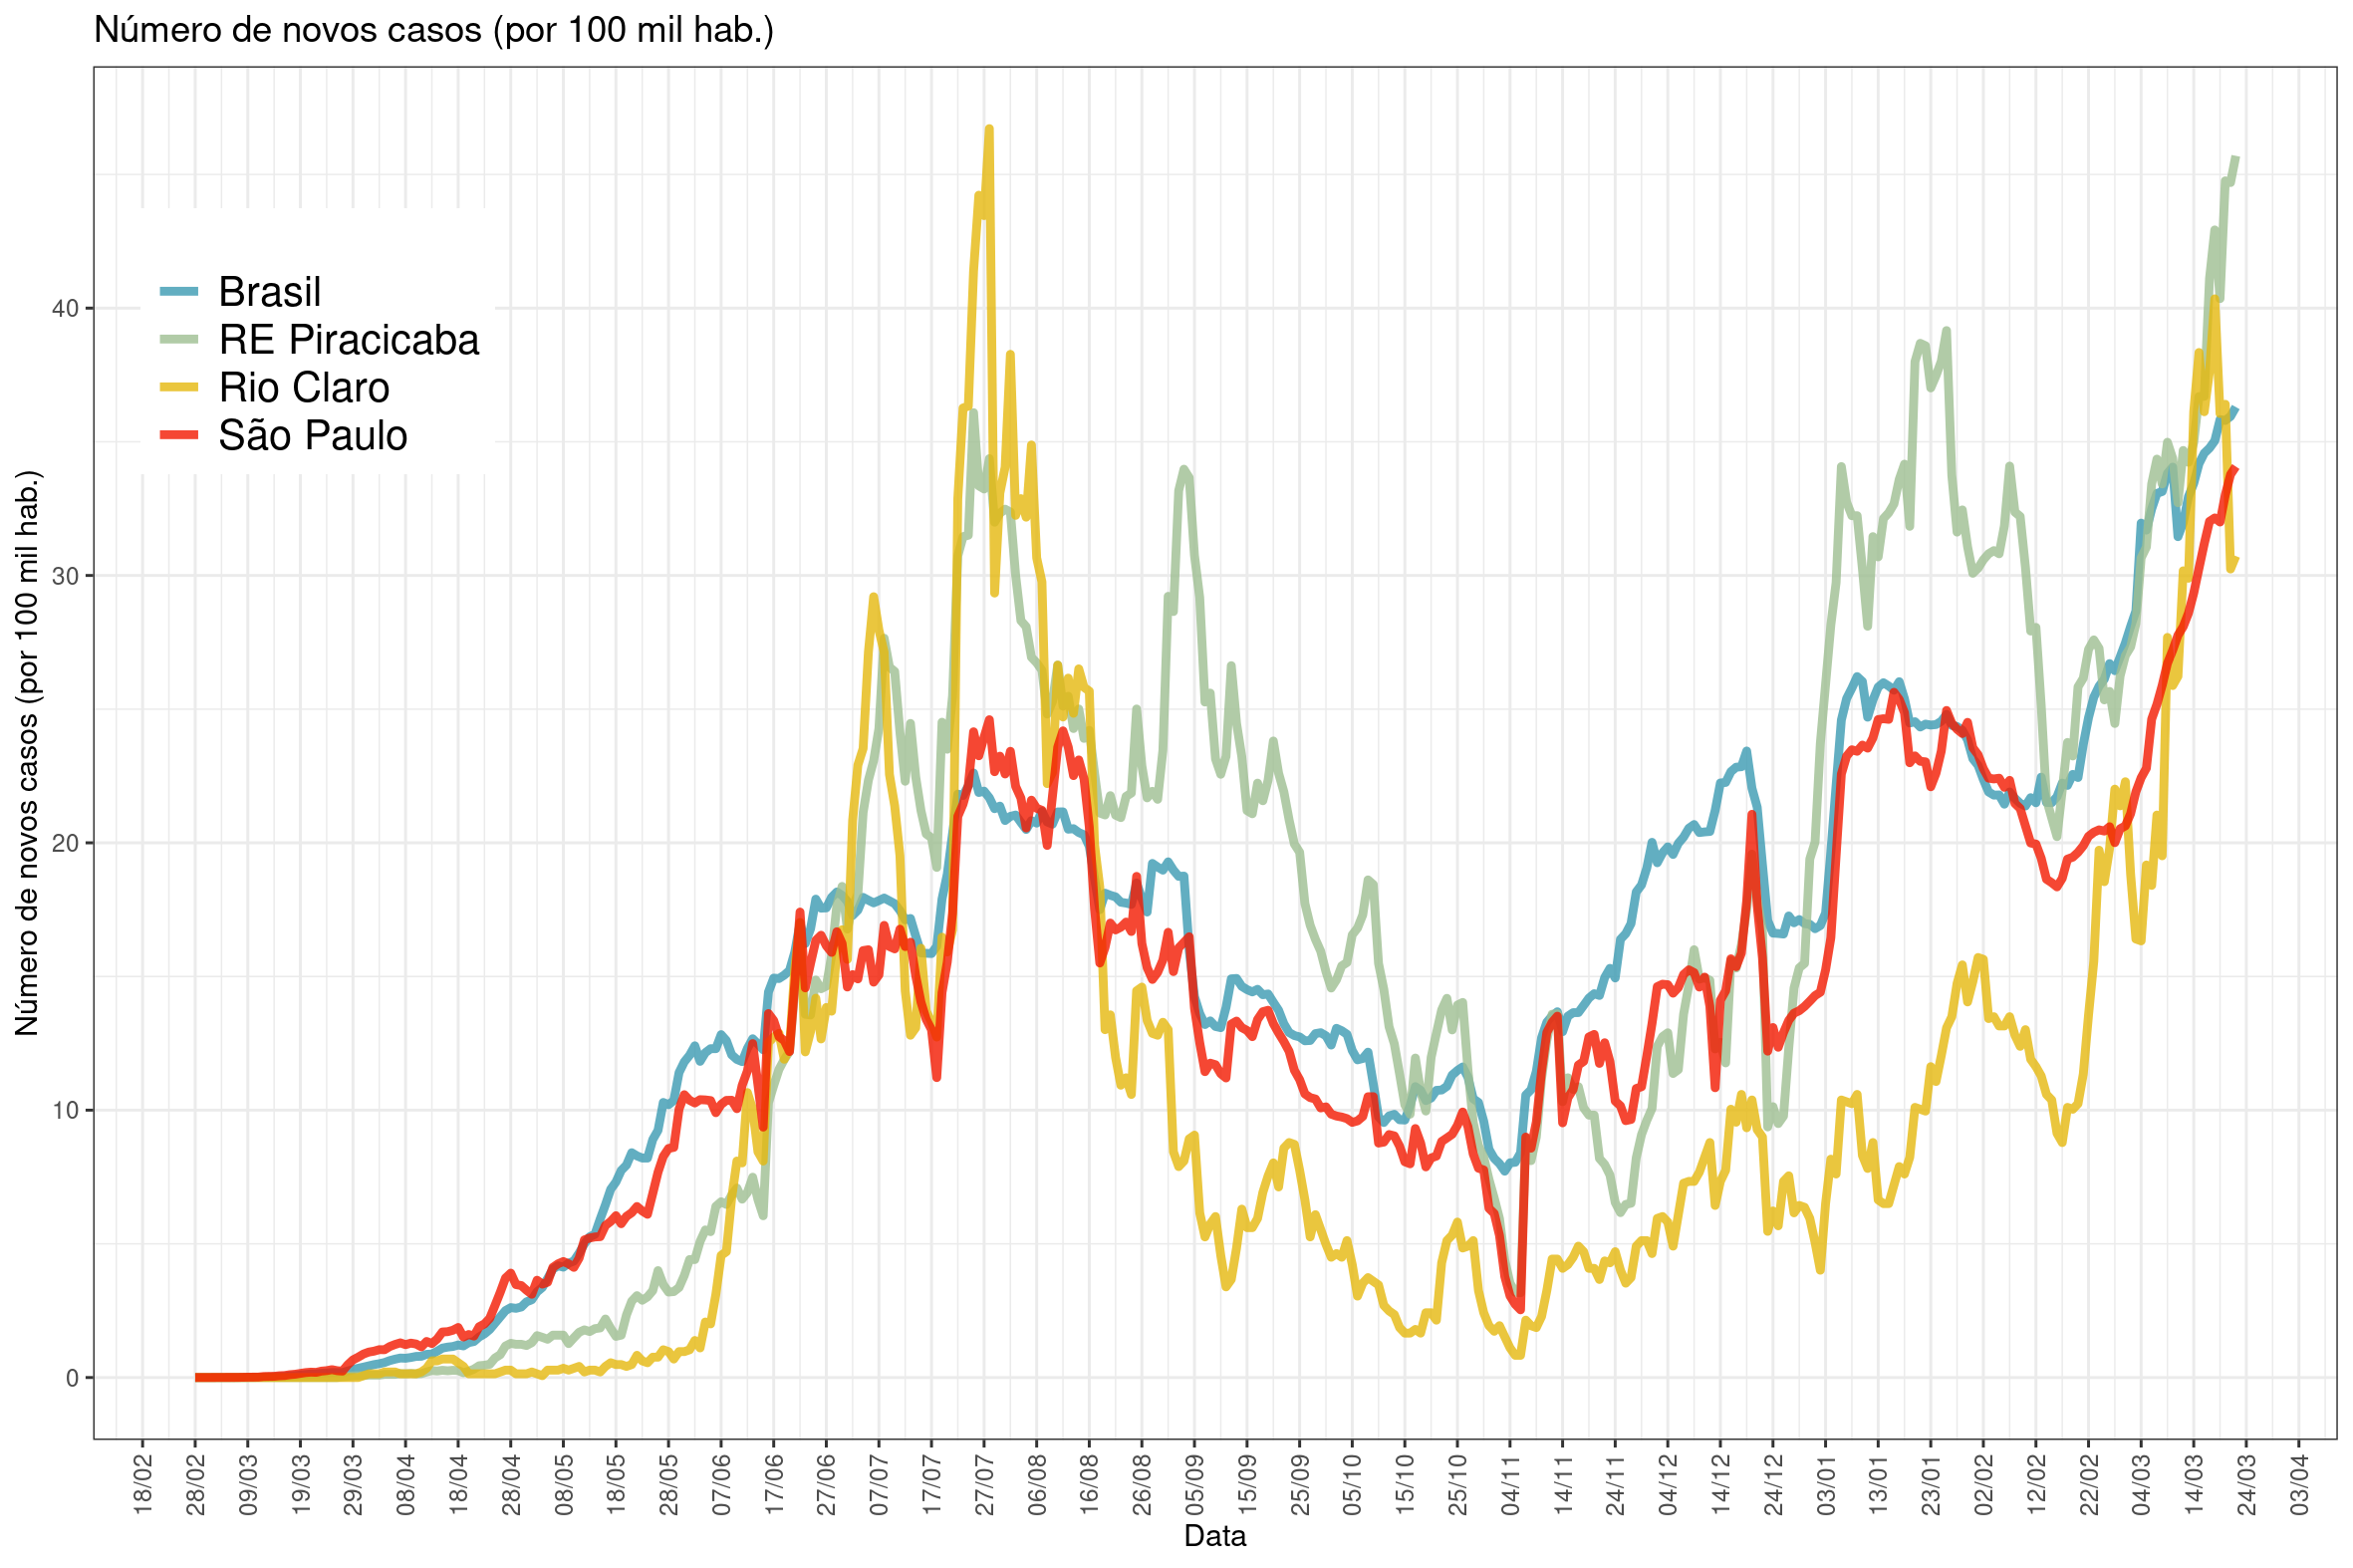 Número de novos casos (por 100 mil hab.)
Número de novos casos (por 100 mil hab.)
Brasil
RE Piracicaba
Rio Claro
São Paulo
40
30
20
10
0
18/02 28/02 09/03 19/03 29/03 08/04 18/04 28/04 08/05 18/05 28/05 07/06 17/06 27/06 07/07 17/07 27/07 06/08 16/08 26/08 05/09 15/09 25/09 05/10 15/10 25/10 04/11 14/11 24/11 04/12 14/12 24/12 03/01 13/01 23/01 02/02 12/02 22/02 04/03 14/03 24/03 03/04
Data